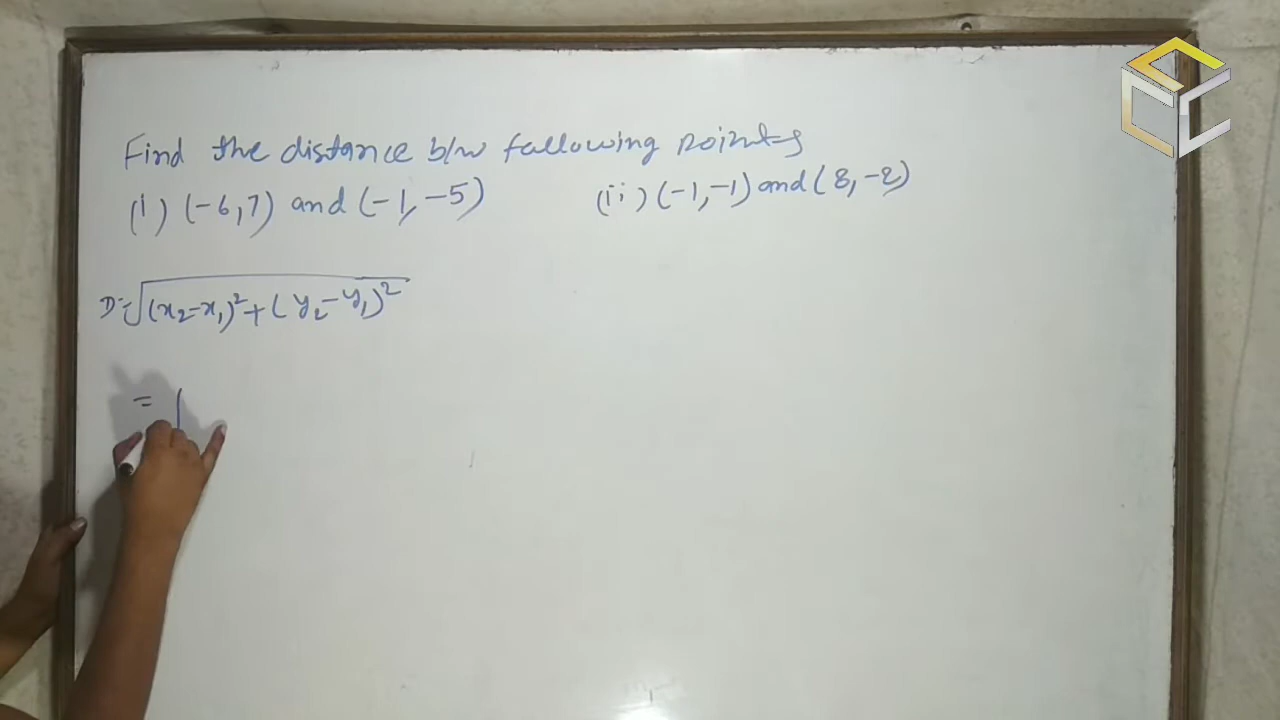 Find the distance b/w following points
(i) (-6,7) and (-1,-5) (ii) (-1,-1) and (8,-2)
D=√(x₂-x₁)²+(y₂-y₁)²
=